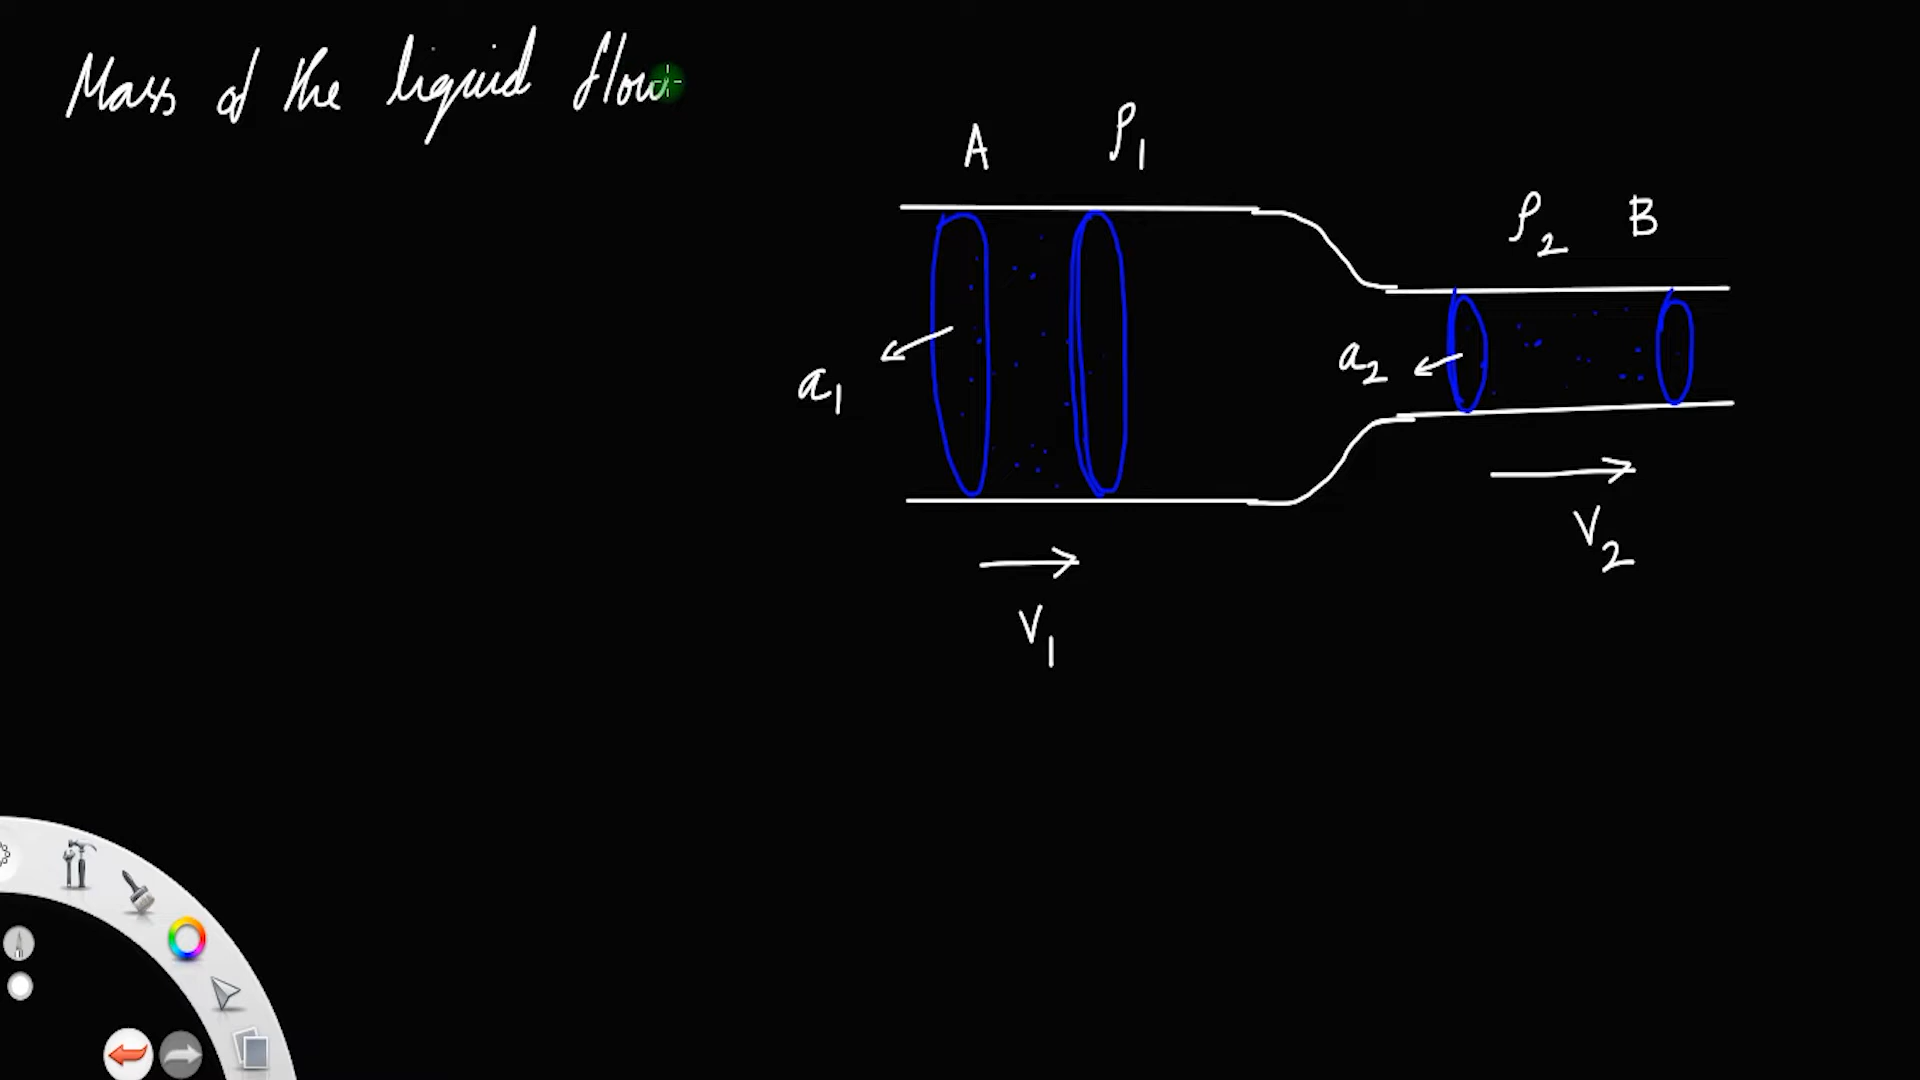 Mass of the liquid flow
A ρ1
ρ2 B
a1
a2
V2
V1